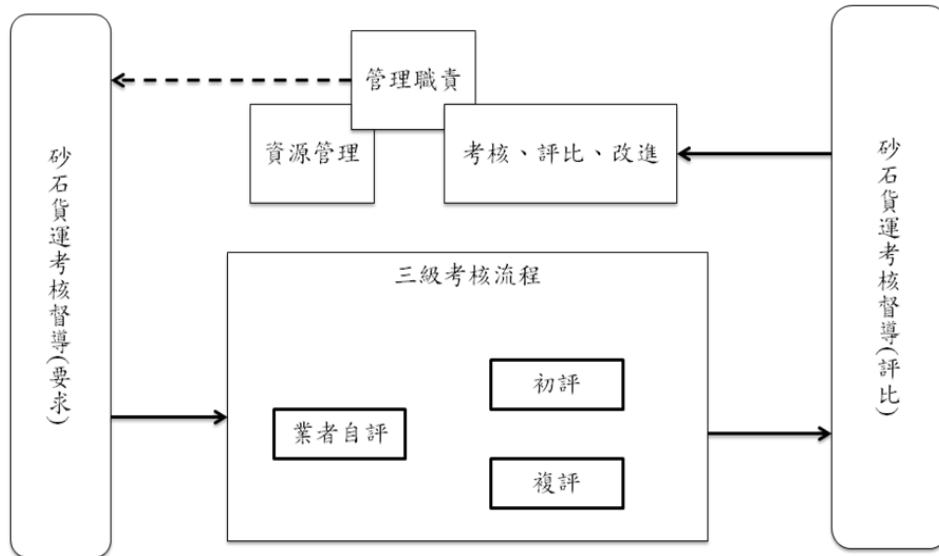 砂石貨運考核督導(要求)
管理職責
資源管理
考核、評比、改進
三級考核流程
業者自評
初評
複評
砂石貨運考核督導(評比)